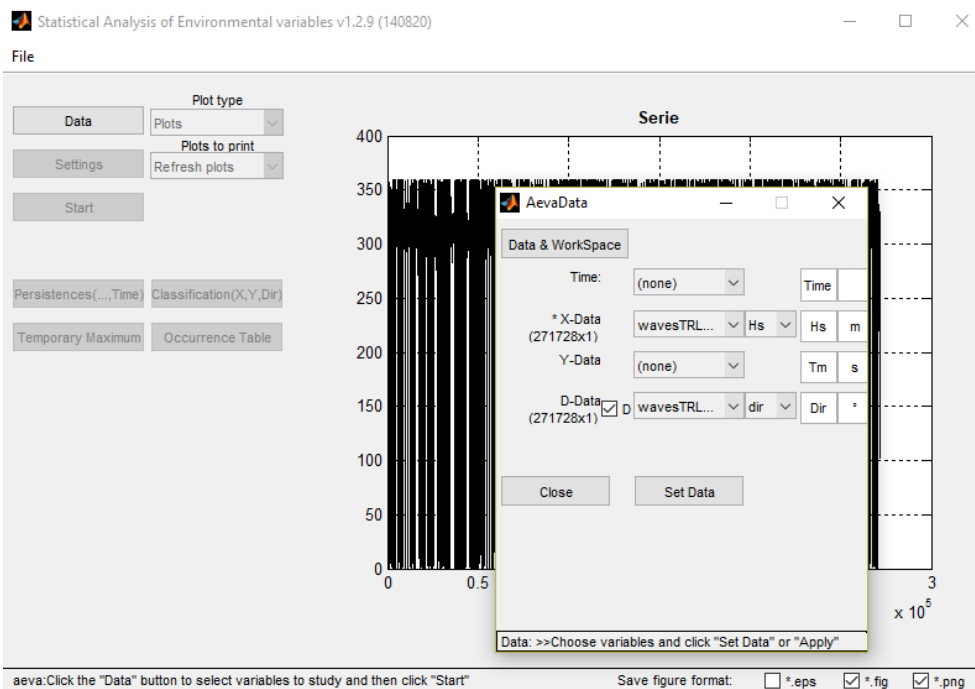 Statistical Analysis of Environmental variables v1.2.9 (140820)
File
Plot type
Data
Plots
Plots to print
Settings
Refresh plots
Start
Persistences(...,Time)
Classification(X,Y,Dir)
Temporary Maximum
Occurrence Table
Serie
400
350
300
250
200
150
100
50
0
0
0.5
3
x 10^5
AevaData
Data & WorkSpace
Time:
(none)
Time
* X-Data
(271728x1)
wavesTRL...
Hs
Hs
m
Y-Data
(none)
Tm
s
D-Data
(271728x1)
D
wavesTRL...
dir
Dir
°
Close
Set Data
Data: >>Choose variables and click "Set Data" or "Apply"
aeva:Click the "Data" button to select variables to study and then click "Start"
Save figure format:
*.eps
*.fig
*.png